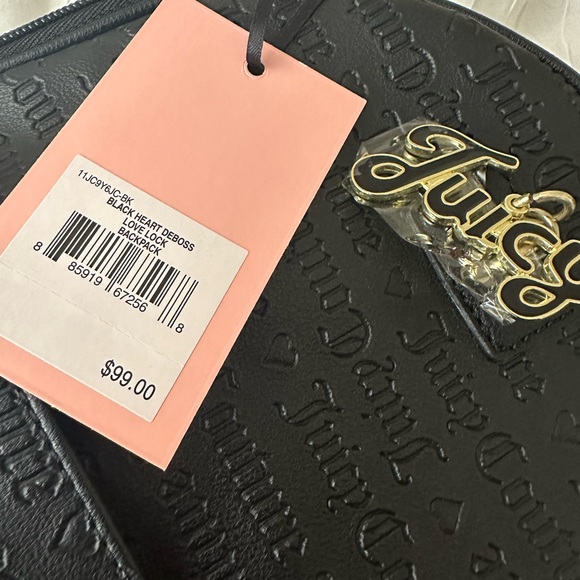 11JC9Y6JC-BK
BLACK HEART DEBOSS
LOVE LOCK
BACKPACK
8 85919 67256 8
$99.00
Juicy
Juicy Couture
Juicy Couture
Juicy Couture